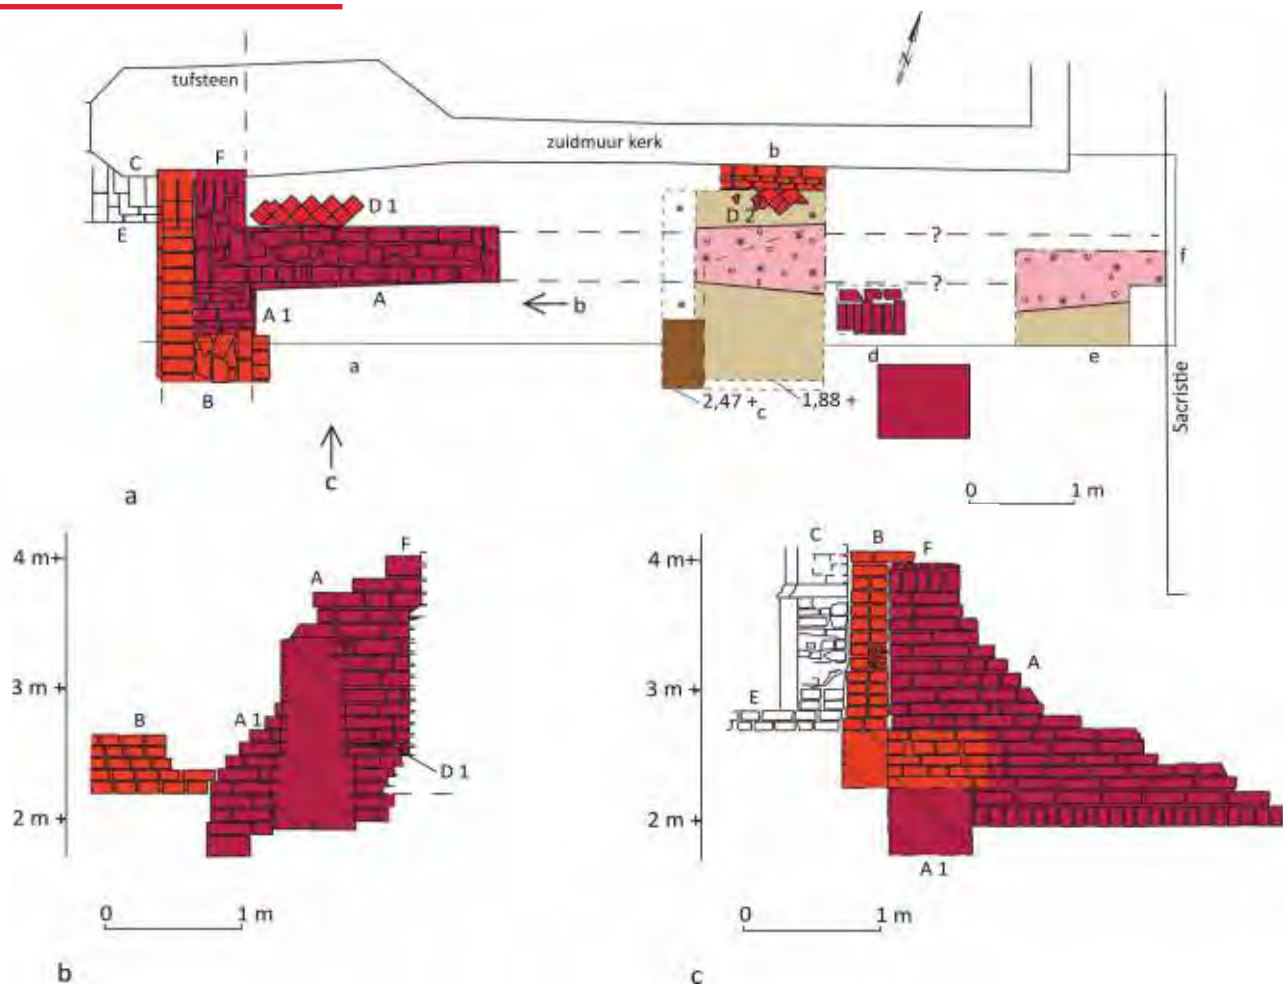 N
tufsteen
zuidmuur kerk
C F b
D 1
E D 2 ? f
A ?
A 1 b
a d e
B 2,47 + c 1,88 +
Sacristie
c
a 0 1 m
4 m+ F
A
3 m +
B A 1
D 1
2 m +
0 1 m
b
C B F
4 m+
A
3 m +
E
2 m +
A 1
0 1 m
c